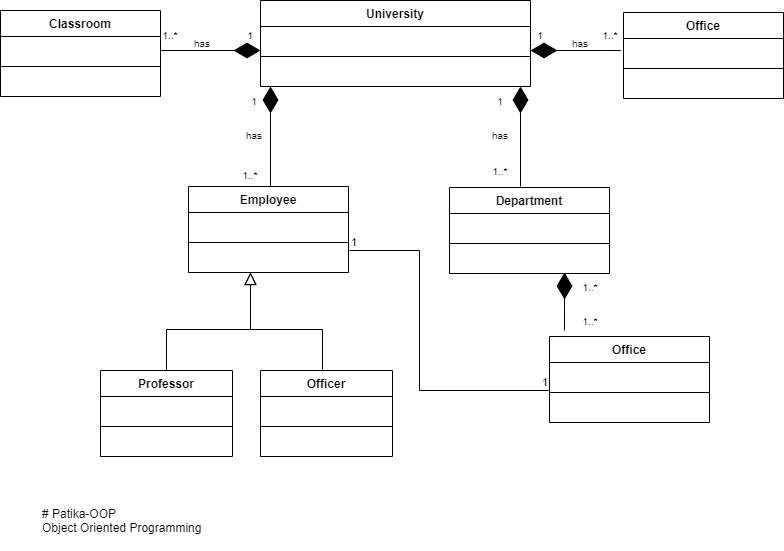 Classroom
1..*
has
1
University
1
has
1..*
Office
1
has
1..*
1
has
1..*
Employee
1
Department
1..*
1..*
Office
1
Professor
Officer
# Patika-OOP
Object Oriented Programming